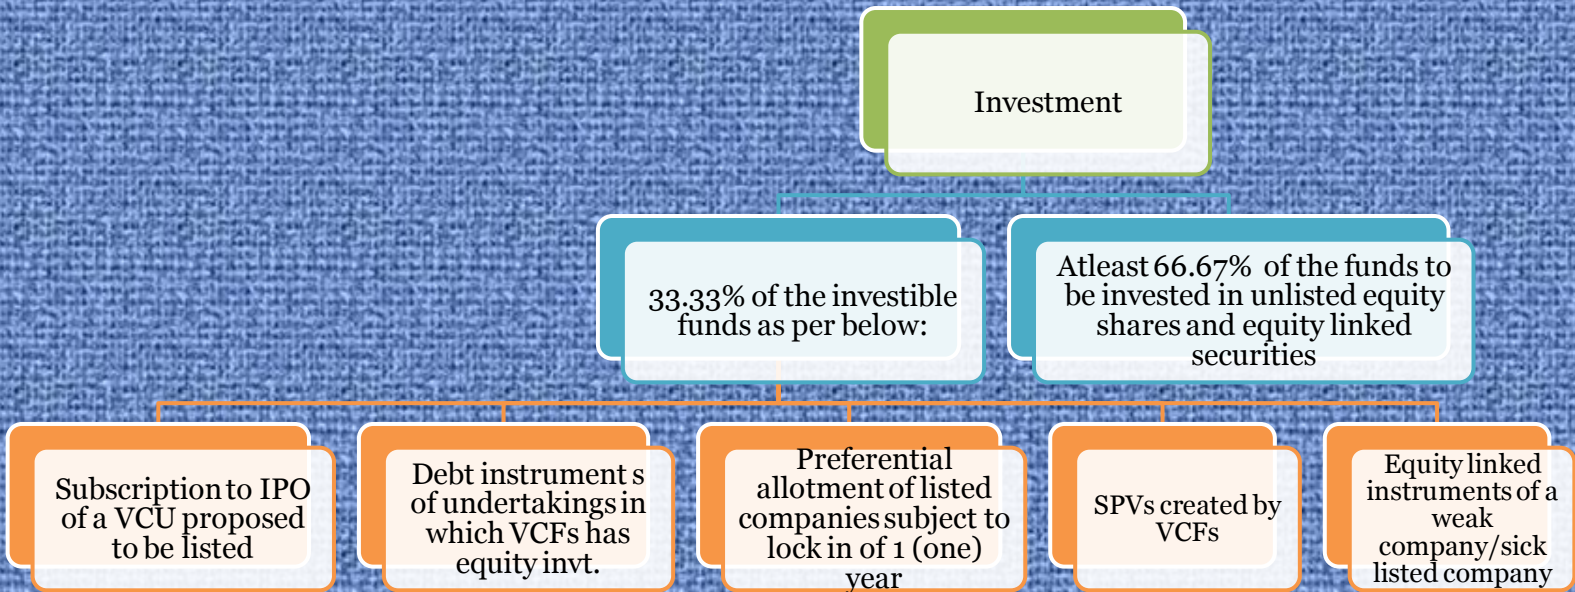 Investment
33.33% of the investible
funds as per below:
Atleast 66.67% of the funds to
be invested in unlisted equity
shares and equity linked
securities
Subscription to IPO
of a VCU proposed
to be listed
Debt instrument s
of undertakings in
which VCFs has
equity invt.
Preferential
allotment of listed
companies subject to
lock in of 1 (one)
year
SPVs created by
VCFs
Equity linked
instruments of a
weak
company/sick
listed company